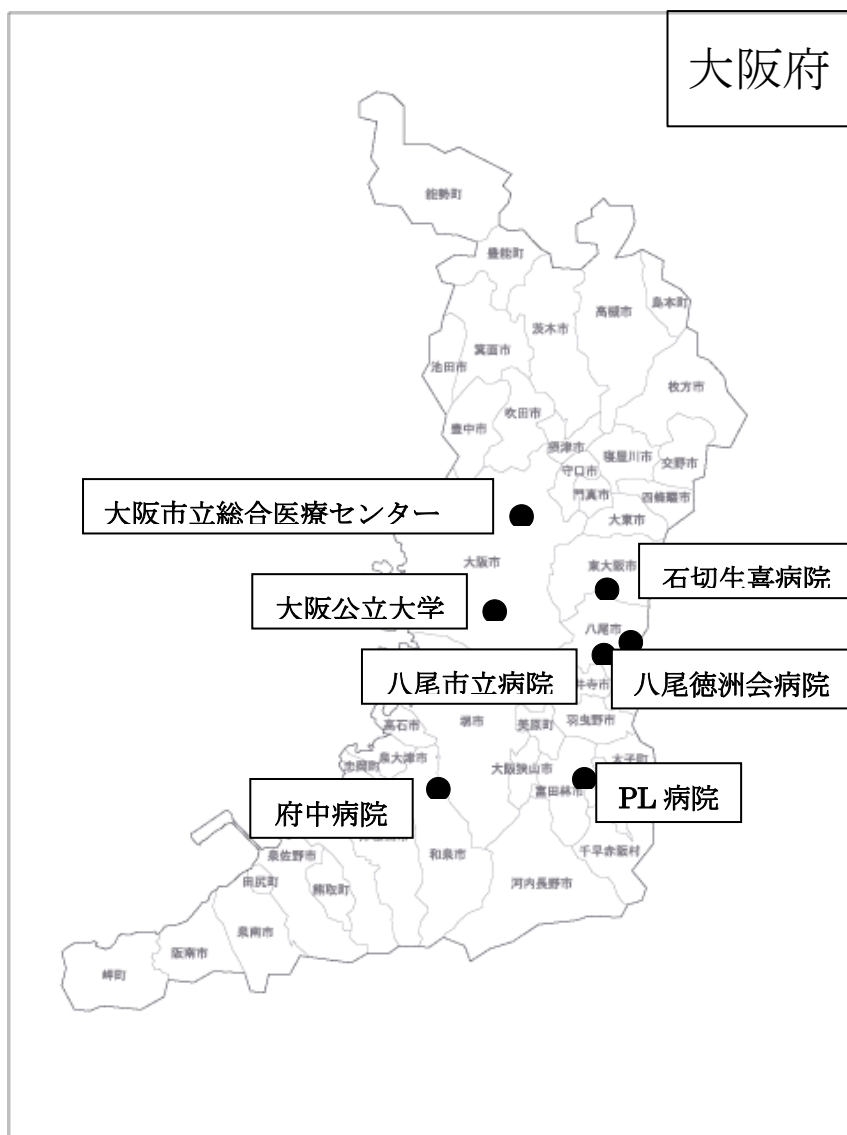 大阪府
能勢町
豊能町
島本町
高槻市
茨木市
箕面市
池田市
枚方市
吹田市
豊中市
摂津市
寝屋川市
交野市
守口市
門真市
四條畷市
大阪市立総合医療センター
大東市
大阪市
東大阪市
石切生喜病院
大阪公立大学
八尾市
八尾市立病院
井寺市
八尾徳洲会病院
高石市
堺市
美原町
羽曳野市
泉大津市
忠岡町
大阪狭山市
太子町
富田林市
PL 病院
府中病院
和泉市
千早赤阪村
泉佐野市
河内長野市
田尻町
熊取町
泉南市
阪南市
岬町